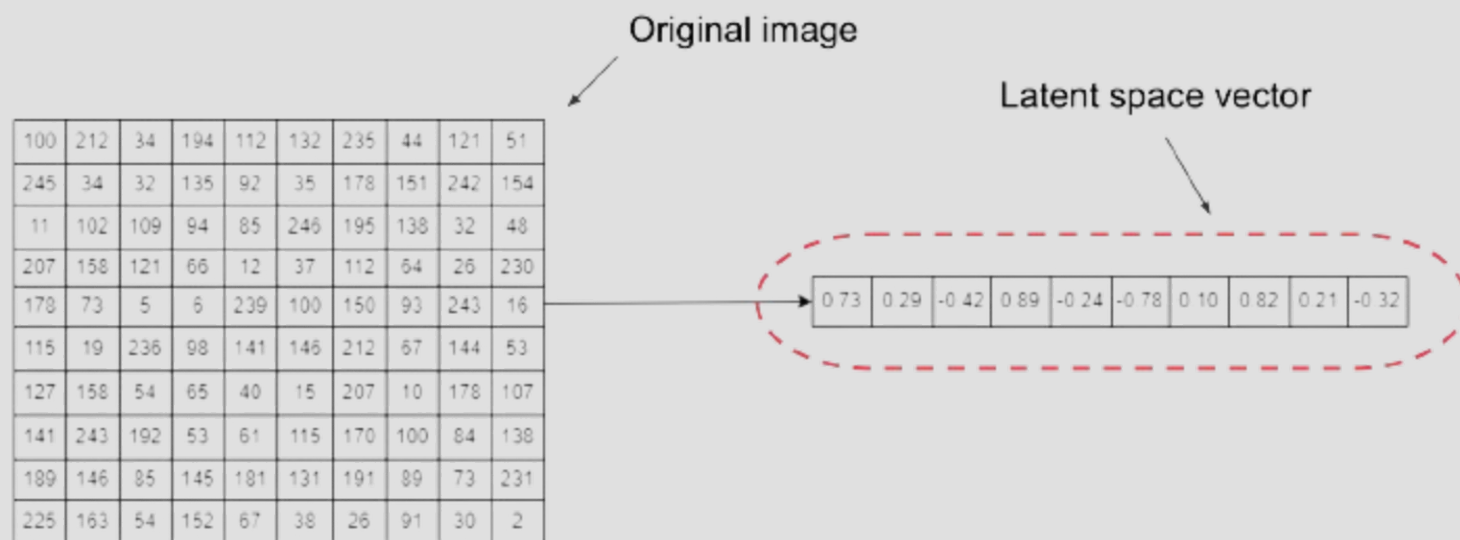 Original image
Latent space vector
100 212 34 194 112 132 235 44 121 51
245 34 32 135 92 35 178 151 242 154
11 102 109 94 85 246 195 138 32 48
207 158 121 66 12 37 112 64 26 230
178 73 5 6 239 100 150 93 243 16
0 73 0 29 -0 42 0 89 -0 24 -0 78 0 10 0 82 0 21 -0 32
115 19 236 98 141 146 212 67 144 53
127 158 54 65 40 15 207 10 178 107
141 243 192 53 61 115 170 100 84 138
189 146 85 145 181 131 191 89 73 231
225 163 54 152 67 38 26 91 30 2